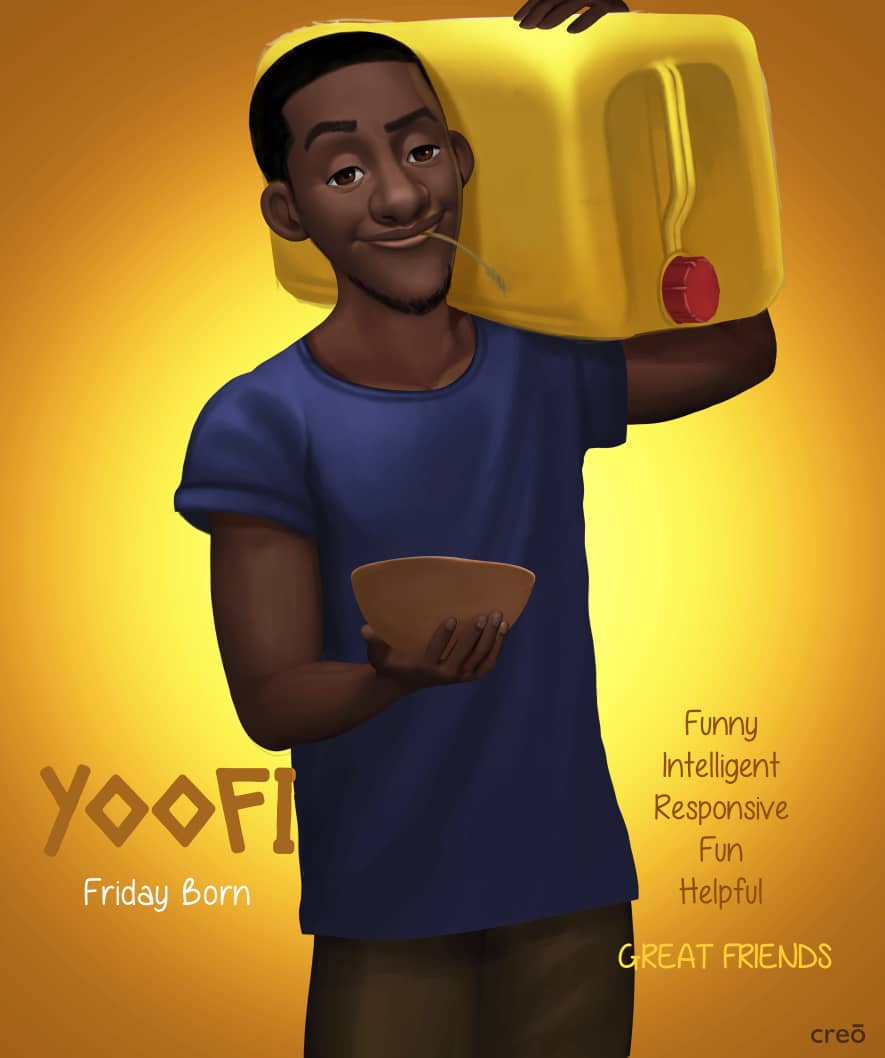 YOOFI
Friday Born
Funny
Intelligent
Responsive
Fun
Helpful
GREAT FRIENDS
creō